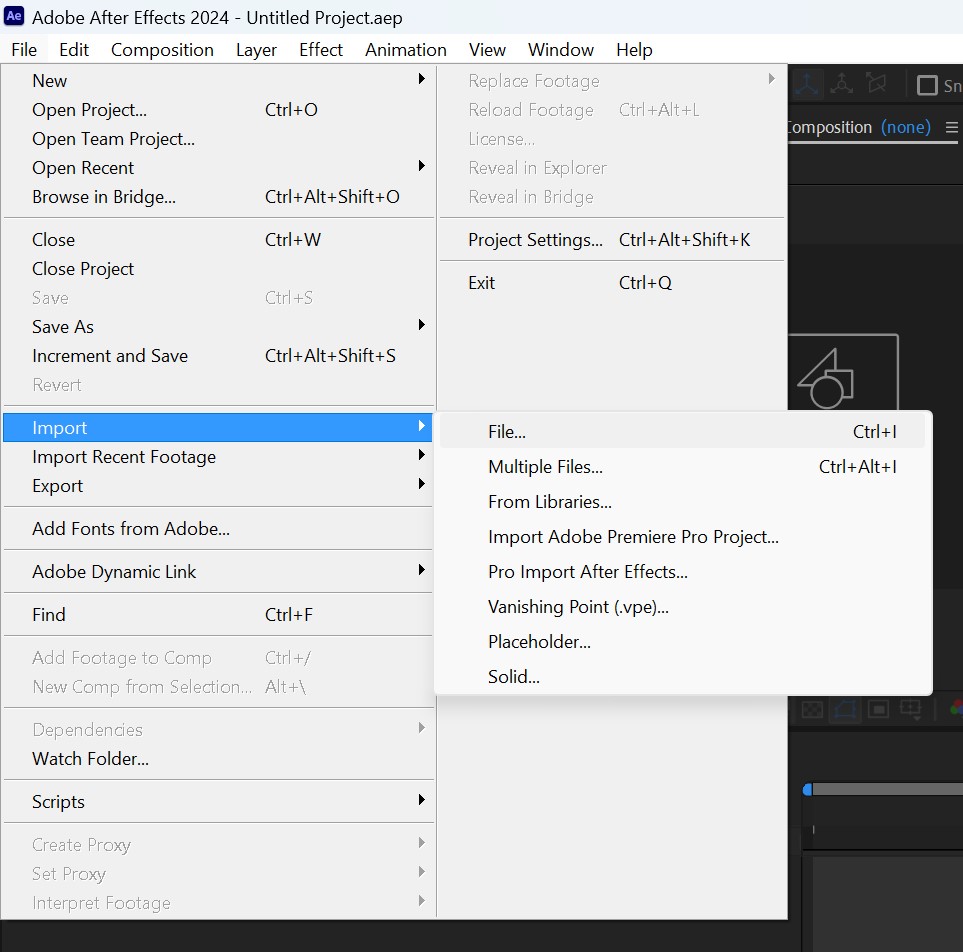 Ae Adobe After Effects 2024 - Untitled Project.aep
File Edit Composition Layer Effect Animation View Window Help
New
Open Project... Ctrl+O
Open Team Project...
Open Recent
Browse in Bridge... Ctrl+Alt+Shift+O
Close Ctrl+W
Close Project
Save Ctrl+S
Save As
Increment and Save Ctrl+Alt+Shift+S
Revert
Import
Import Recent Footage
Export
Add Fonts from Adobe...
Adobe Dynamic Link
Find Ctrl+F
Add Footage to Comp Ctrl+/
New Comp from Selection... Alt+\
Dependencies
Watch Folder...
Scripts
Create Proxy
Set Proxy
Interpret Footage
Replace Footage
Reload Footage Ctrl+Alt+L
License...
Reveal in Explorer
Reveal in Bridge
Project Settings... Ctrl+Alt+Shift+K
Exit Ctrl+Q
File... Ctrl+I
Multiple Files... Ctrl+Alt+I
From Libraries...
Import Adobe Premiere Pro Project...
Pro Import After Effects...
Vanishing Point (.vpe)...
Placeholder...
Solid...
Sn
Composition (none)